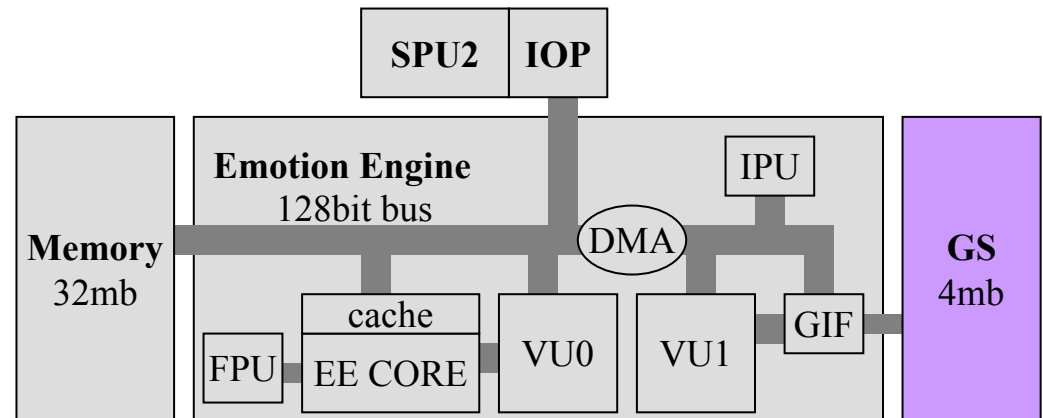 SPU2
IOP
Emotion Engine
128bit bus
IPU
DMA
Memory
32mb
GS
4mb
cache
GIF
FPU
EE CORE
VU0
VU1